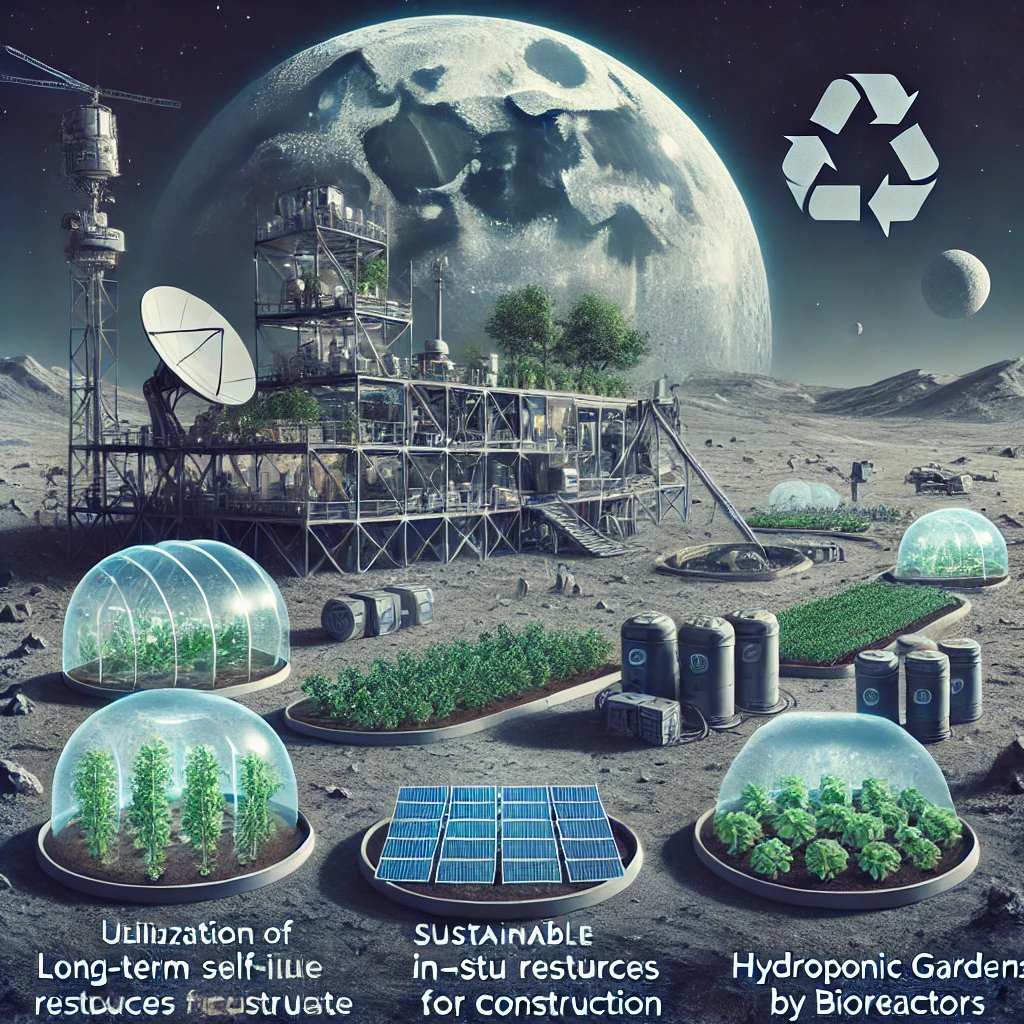 Utilization of
Long-term self-
SUSTAINABLE
in-stu resturces
for construction
Hydroponic Gardens
by Bioreactors